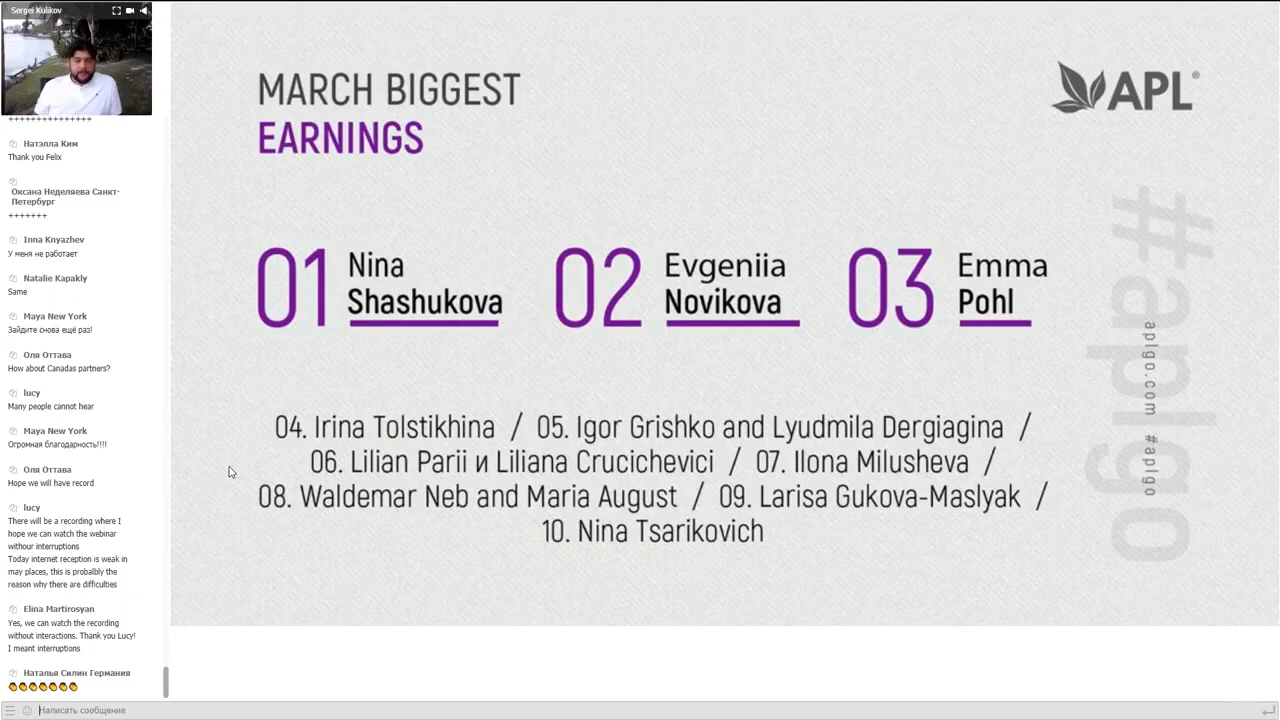 Sergei Kulikov
+++++++++++++++
Натэлла Ким
Thank you Felix
Оксана Неделяева Санкт-
Петербург
+++++++
Inna Knyazhev
У меня не работает
Natalie Kapakly
Same
Maya New York
Зайдите снова ещё раз!
Оля Оттава
How about Canadas partners?
lucy
Many people cannot hear
Maya New York
Огромная благодарность!!!!
Оля Оттава
Hope we will have record
lucy
There will be a recording where I
hope we can watch the webinar
withour interruptions
Today internet reception is weak in
may places, this is probalbly the
reason why there are difficulties
Elina Martirosyan
Yes, we can watch the recording
without interactions. Thank you Lucy!
I meant interruptions
Наталья Силин Германия
Написать сообщение
MARCH BIGGEST
EARNINGS
APL®
01 Nina
Shashukova
02 Evgeniia
Novikova
03 Emma
Pohl
04. Irina Tolstikhina / 05. Igor Grishko and Lyudmila Dergiagina /
06. Lilian Parii и Liliana Crucichevici / 07. Ilona Milusheva /
08. Waldemar Neb and Maria August / 09. Larisa Gukova-Maslyak /
10. Nina Tsarikovich
#aplgo
aplgo.com #aplgo